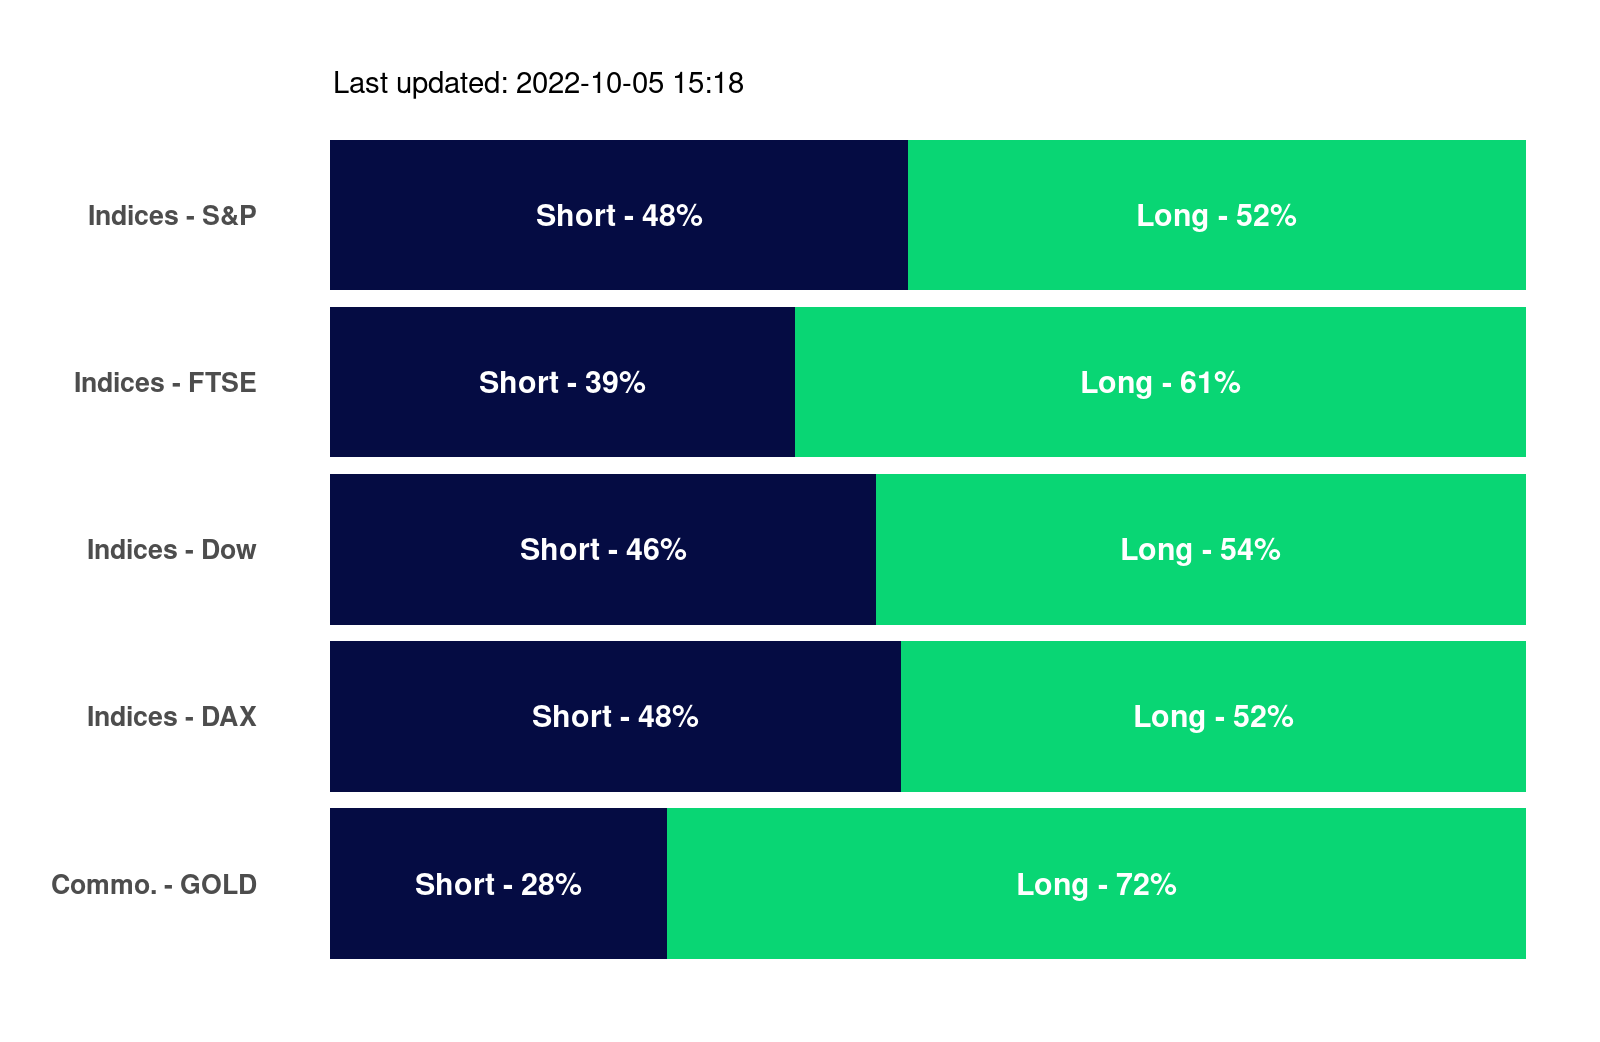 Last updated: 2022-10-05 15:18
Indices - S&P Short - 48% Long - 52%
Indices - FTSE Short - 39% Long - 61%
Indices - Dow Short - 46% Long - 54%
Indices - DAX Short - 48% Long - 52%
Commo. - GOLD Short - 28% Long - 72%